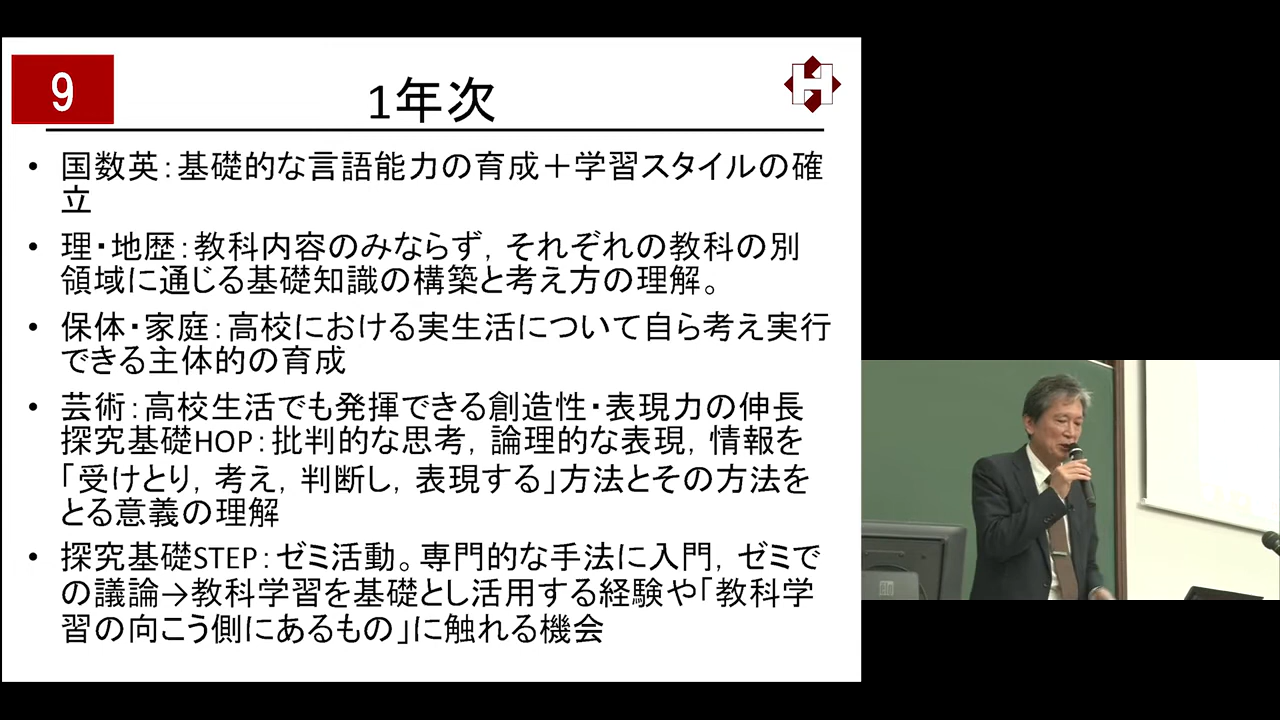 9
1年次
• 国数英：基礎的な言語能力の育成＋学習スタイルの確
立
• 理・地歴：教科内容のみならず，それぞれの教科の別
領域に通じる基礎知識の構築と考え方の理解。
• 保体・家庭：高校における実生活について自ら考え実行
できる主体的の育成
• 芸術：高校生活でも発揮できる創造性・表現力の伸長
探究基礎HOP：批判的な思考，論理的な表現，情報を
「受けとり，考え，判断し，表現する」方法とその方法を
とる意義の理解
• 探究基礎STEP：ゼミ活動。専門的な手法に入門，ゼミで
の議論→教科学習を基礎とし活用する経験や「教科学
習の向こう側にあるもの」に触れる機会